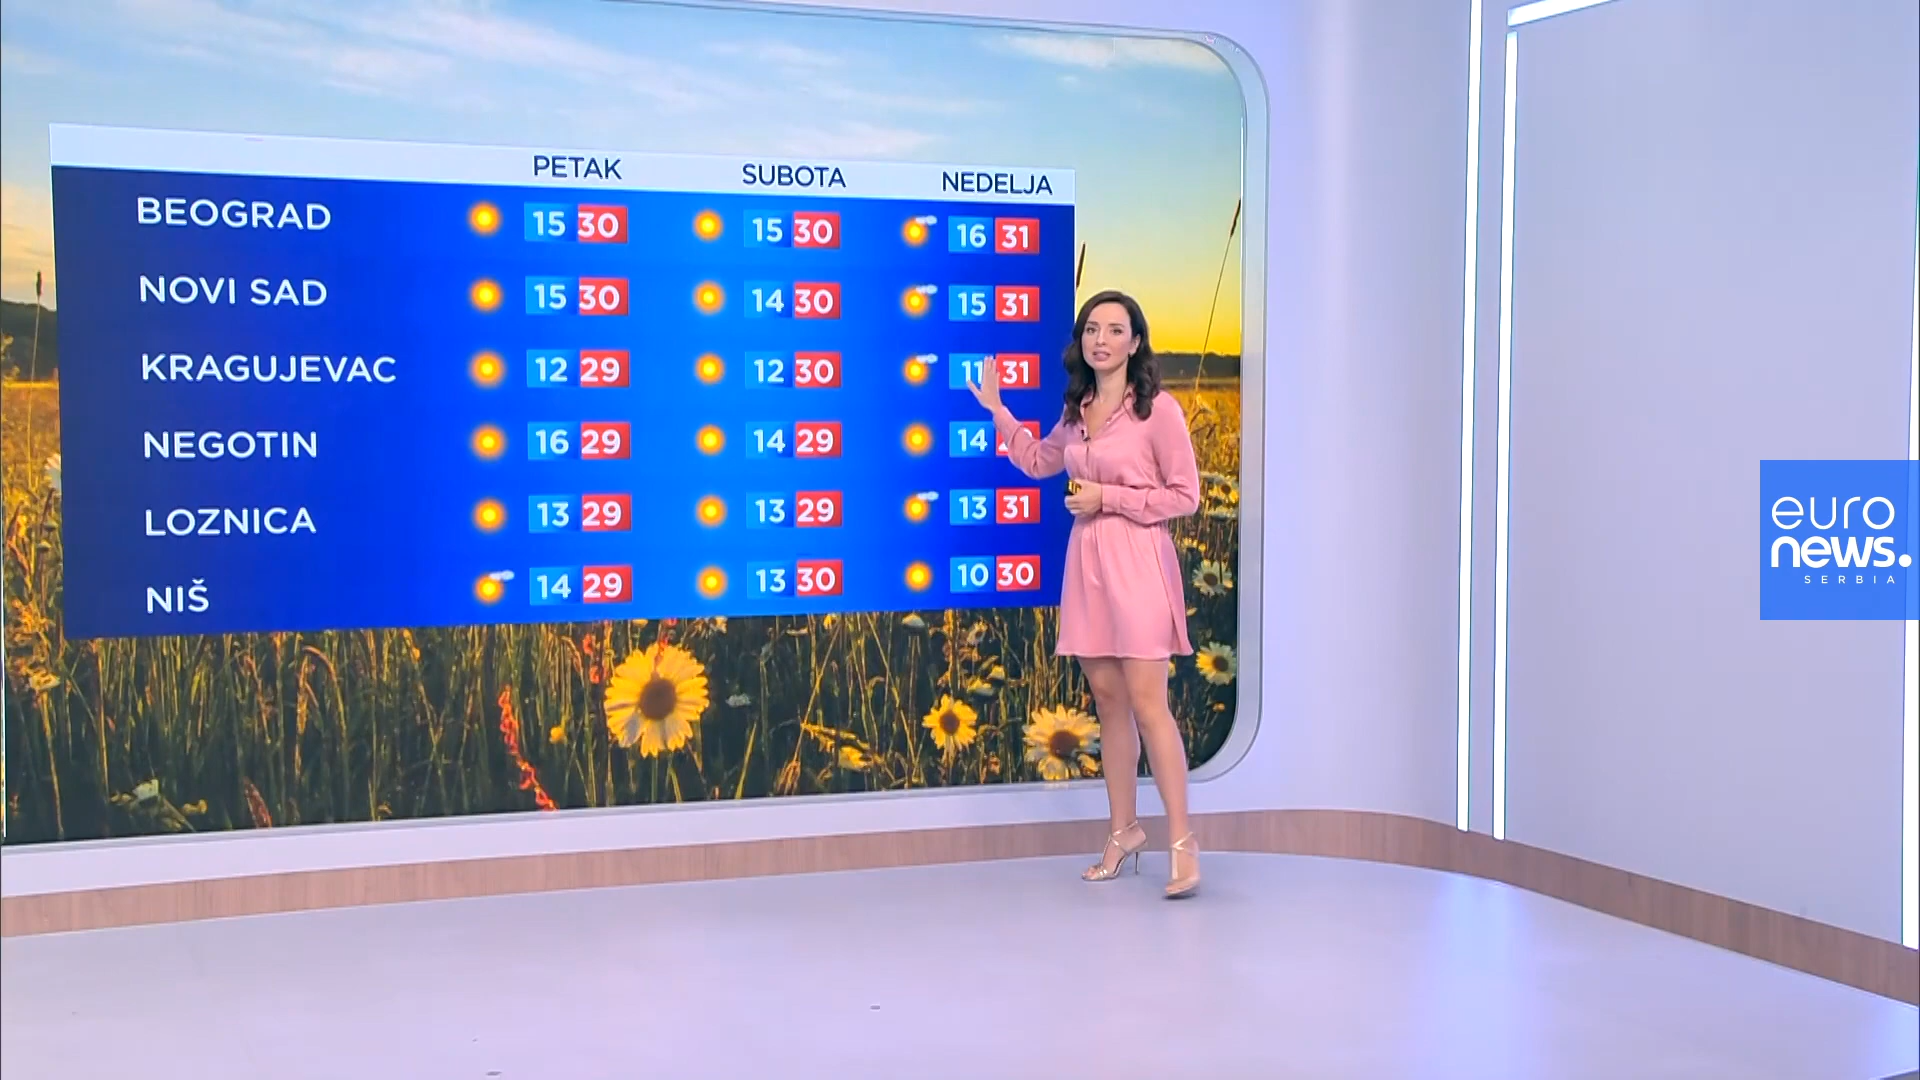 PETAK SUBOTA NEDELJA
BEOGRAD 15 30 15 30 16 31
NOVI SAD 15 30 14 30 15 31
KRAGUJEVAC 12 29 12 30 11 31
NEGOTIN 16 29 14 29 14
LOZNICA 13 29 13 29 13 31
NIŠ 14 29 13 30 10 30
euro
news.
SERBIA